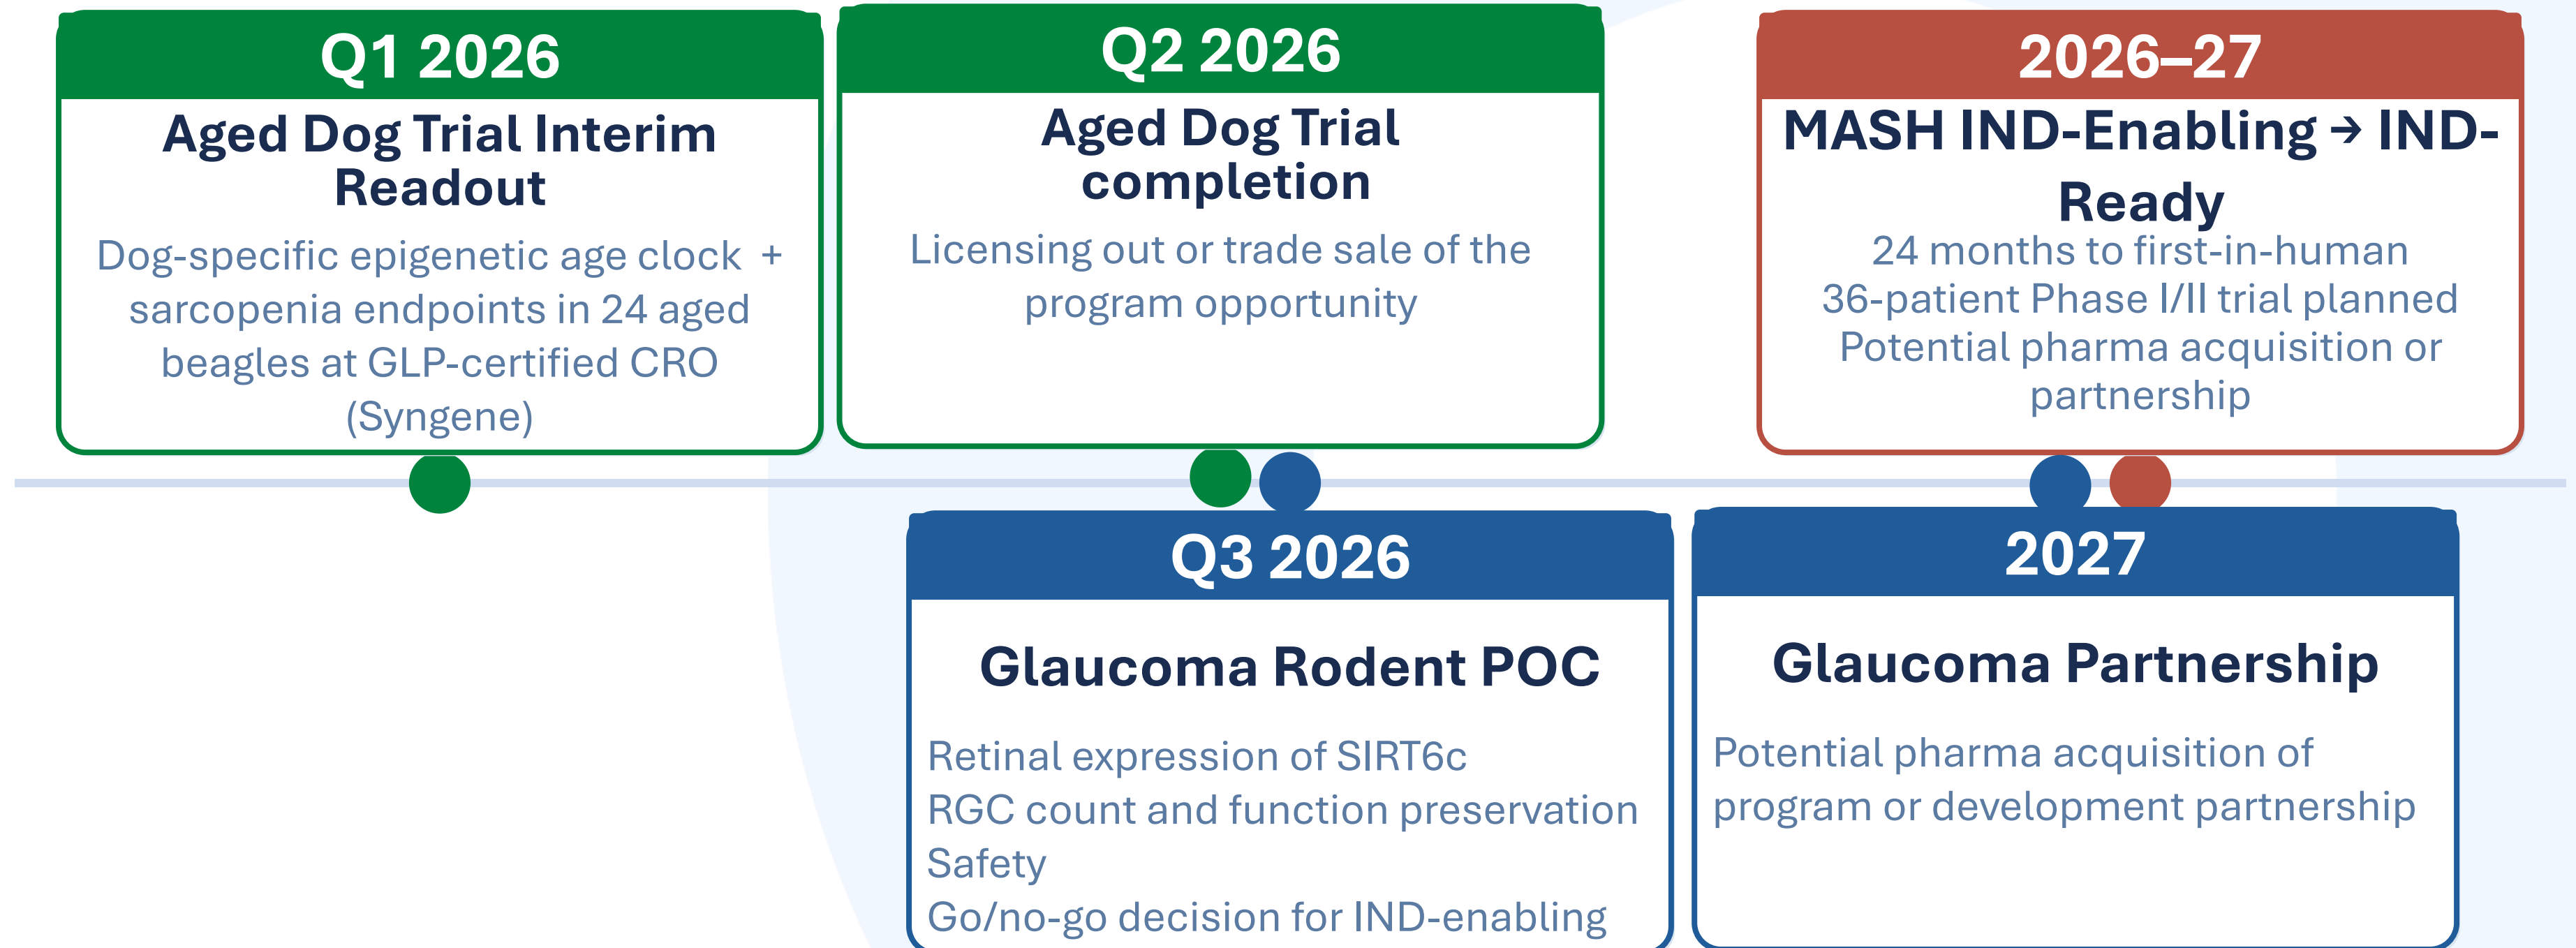 Q1 2026
Aged Dog Trial Interim
Readout
Dog-specific epigenetic age clock +
sarcopenia endpoints in 24 aged
beagles at GLP-certified CRO
(Syngene)
Q2 2026
Aged Dog Trial
completion
Licensing out or trade sale of the
program opportunity
2026–27
MASH IND-Enabling → IND-
Ready
24 months to first-in-human
36-patient Phase I/II trial planned
Potential pharma acquisition or
partnership
Q3 2026
Glaucoma Rodent POC
Retinal expression of SIRT6c
RGC count and function preservation
Safety
Go/no-go decision for IND-enabling
2027
Glaucoma Partnership
Potential pharma acquisition of
program or development partnership